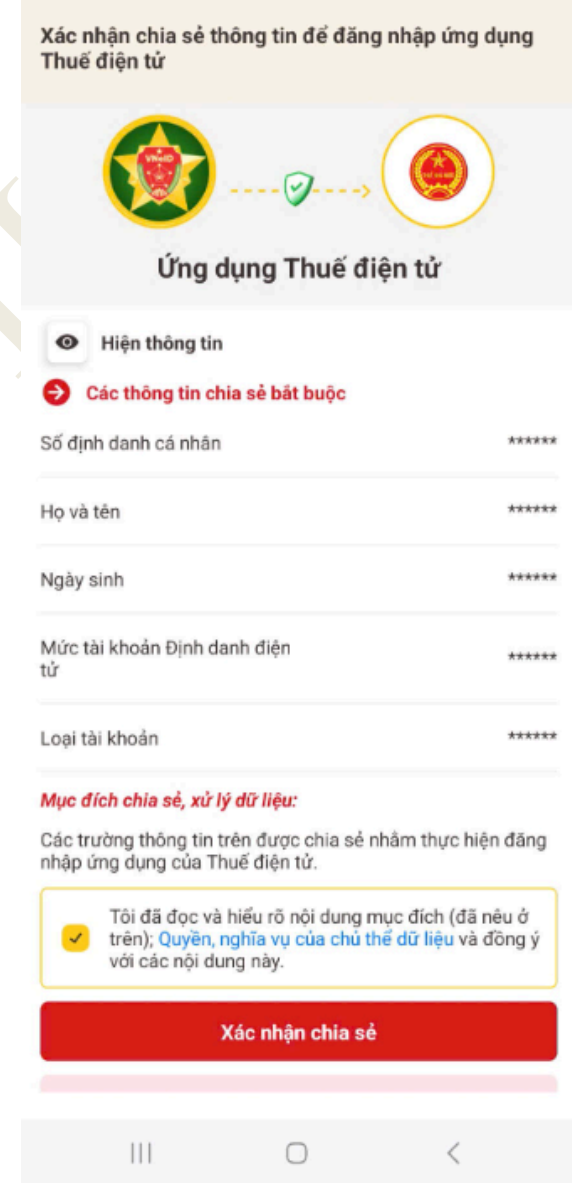 Xác nhận chia sẻ thông tin để đăng nhập ứng dụng
Thuế điện tử
VNeID
Ứng dụng Thuế điện tử
Hiện thông tin
Các thông tin chia sẻ bắt buộc
Số định danh cá nhân ******
Họ và tên ******
Ngày sinh ******
Mức tài khoản Định danh điện
tử ******
Loại tài khoản ******
Mục đích chia sẻ, xử lý dữ liệu:
Các trường thông tin trên được chia sẻ nhằm thực hiện đăng
nhập ứng dụng của Thuế điện tử.
Tôi đã đọc và hiểu rõ nội dung mục đích (đã nêu ở
trên); Quyền, nghĩa vụ của chủ thể dữ liệu và đồng ý
với các nội dung này.
Xác nhận chia sẻ